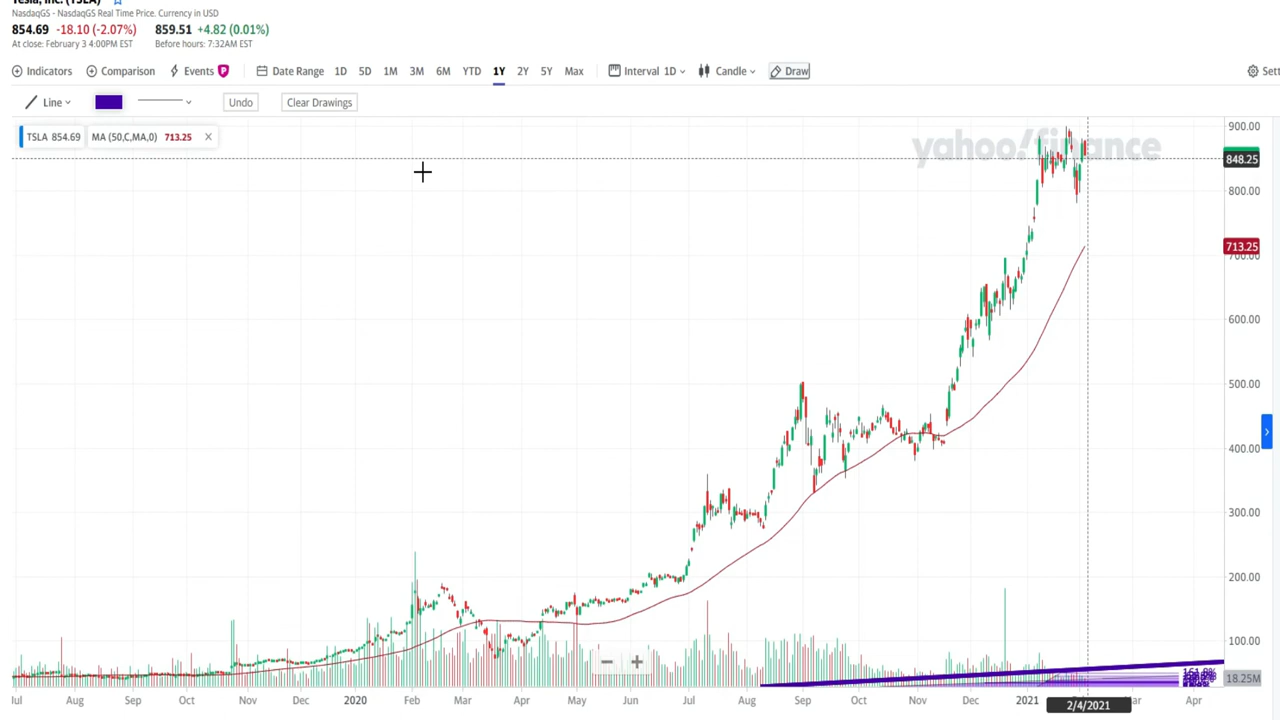 Tesla, Inc. (TSLA)
NasdaqGS - NasdaqGS Real Time Price. Currency in USD
854.69 -18.10 (-2.07%) 859.51 +4.82 (0.01%)
At close: February 3 4:00PM EST Before hours: 7:32AM EST
Indicators Comparison Events P Date Range 1D 5D 1M 3M 6M YTD 1Y 2Y 5Y Max Interval 1D Candle Draw Sett
Line Undo Clear Drawings
TSLA 854.69 MA (50,C,MA,0) 713.25
yahoo!finance
900.00
848.25
800.00
713.25
700.00
600.00
500.00
400.00
300.00
200.00
100.00
161.8%
18.25M
Jul Aug Sep Oct Nov Dec 2020 Feb Mar Apr May Jun Jul Aug Sep Oct Nov Dec 2021 Mar Apr
2/4/2021